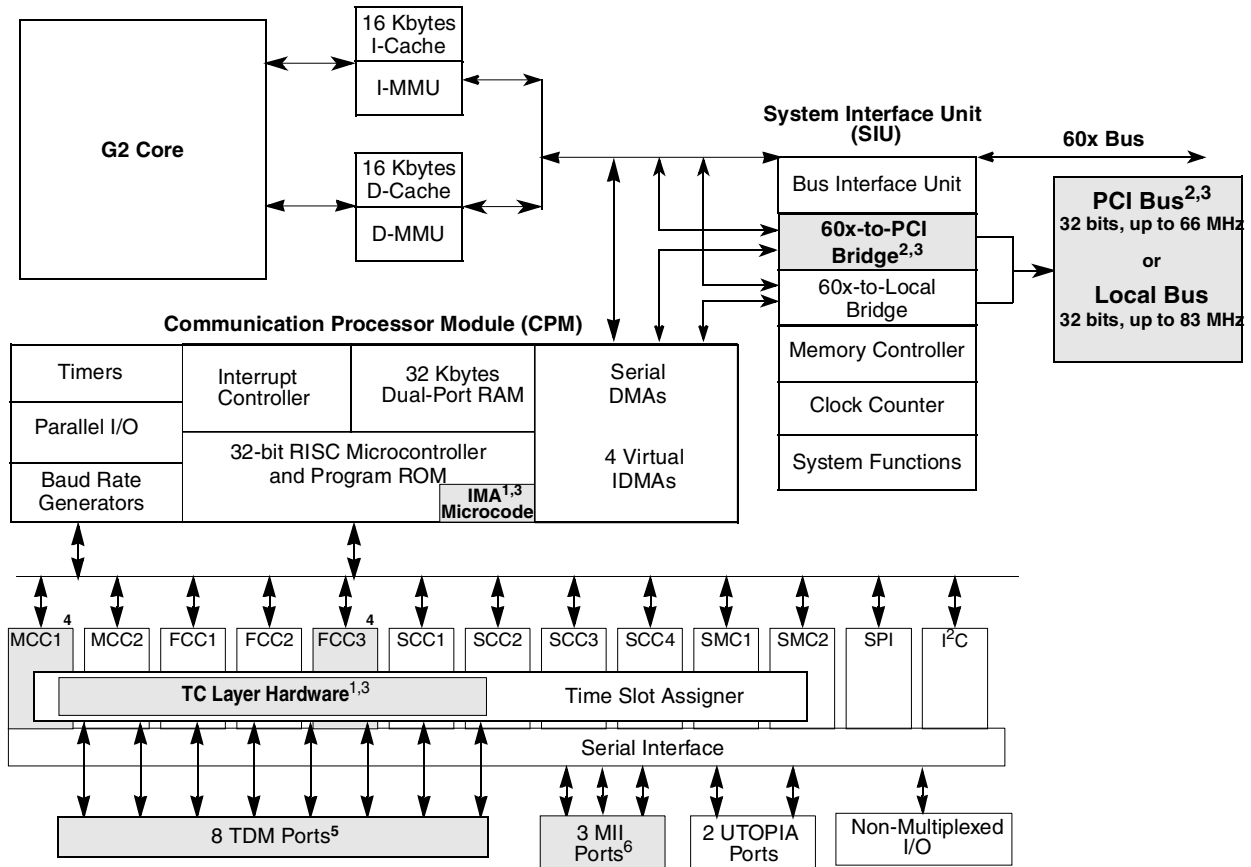 G2 Core
16 Kbytes
I-Cache
I-MMU
16 Kbytes
D-Cache
D-MMU
System Interface Unit
(SIU)
60x Bus
Bus Interface Unit
60x-to-PCI
Bridge2,3
60x-to-Local
Bridge
Memory Controller
Clock Counter
System Functions
PCI Bus2,3
32 bits, up to 66 MHz
or
Local Bus
32 bits, up to 83 MHz
Communication Processor Module (CPM)
Timers
Parallel I/O
Baud Rate
Generators
Interrupt
Controller
32 Kbytes
Dual-Port RAM
32-bit RISC Microcontroller
and Program ROM
IMA1,3
Microcode
Serial
DMAs
4 Virtual
IDMAs
4 4
MCC1 MCC2 FCC1 FCC2 FCC3 SCC1 SCC2 SCC3 SCC4 SMC1 SMC2 SPI I2C
TC Layer Hardware1,3 Time Slot Assigner
Serial Interface
8 TDM Ports5
3 MII
Ports6
2 UTOPIA
Ports
Non-Multiplexed
I/O